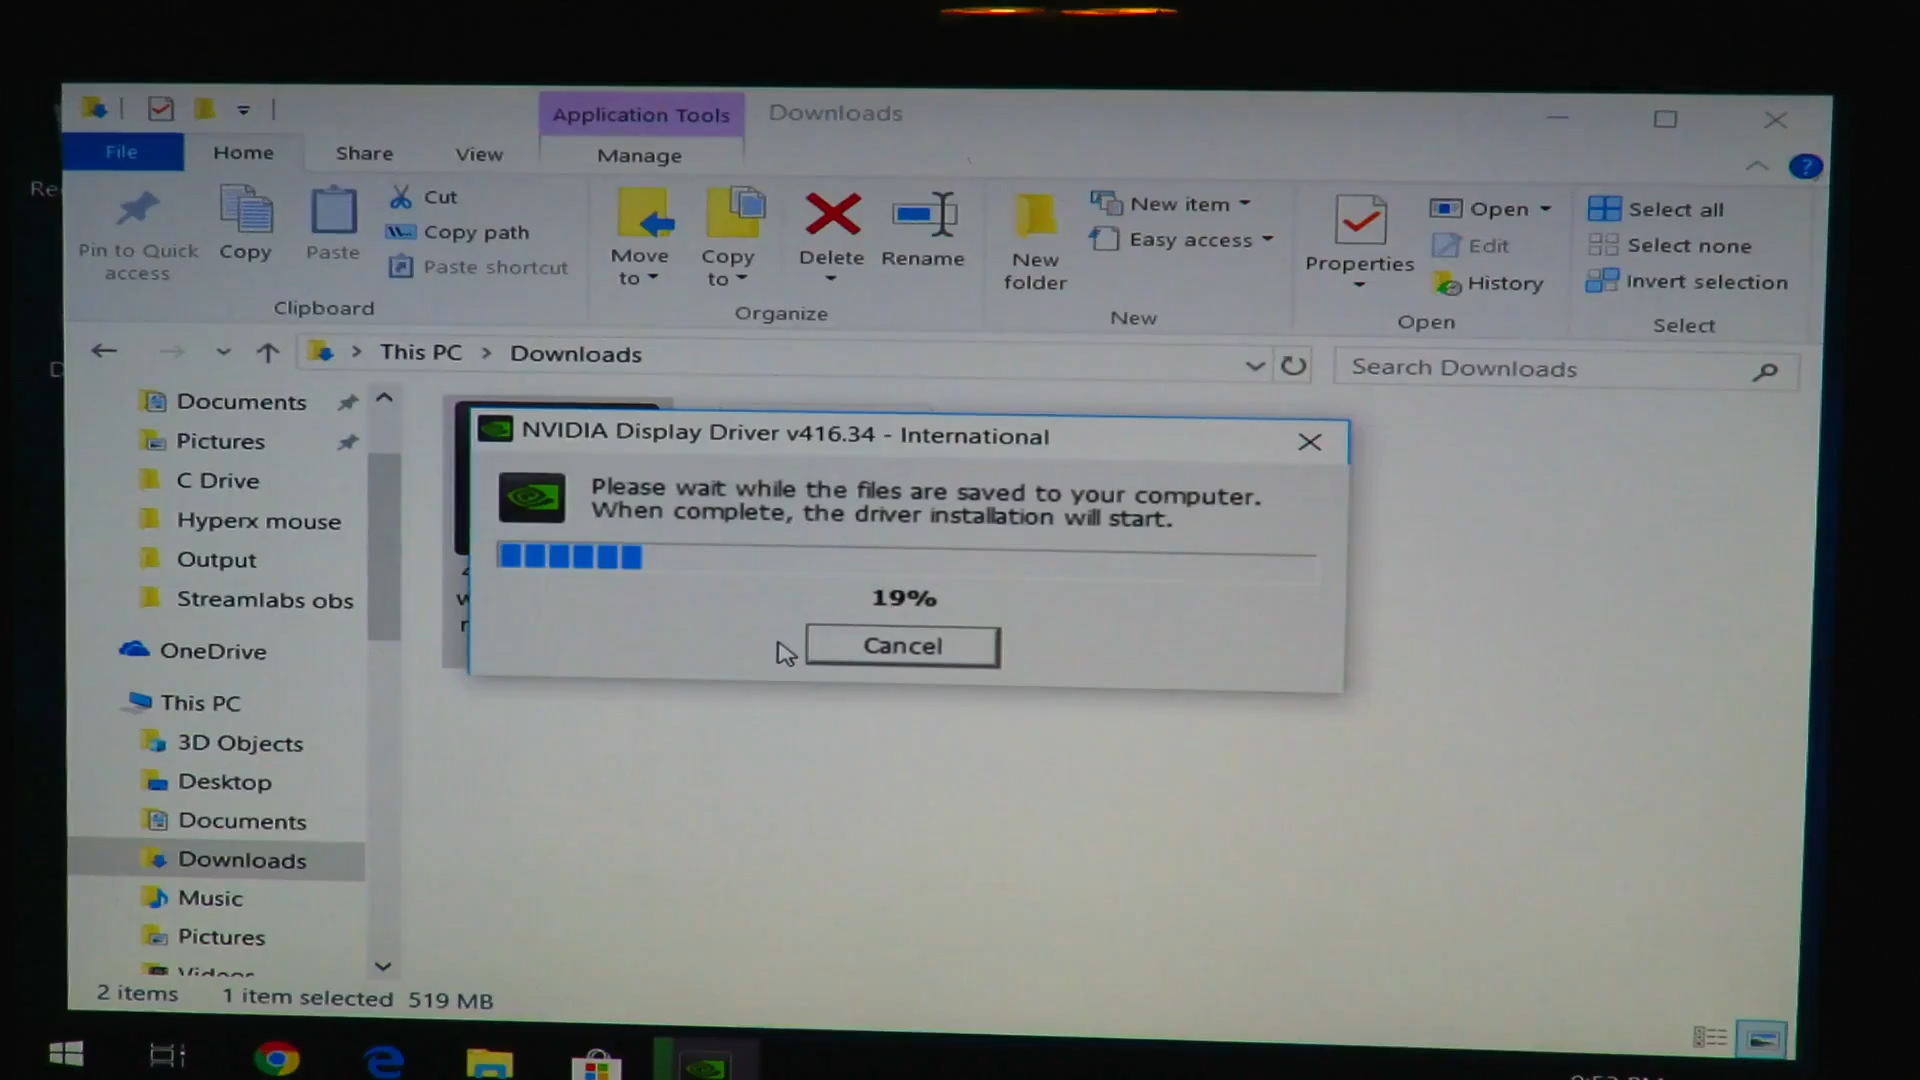 Application Tools
Downloads
File
Home
Share
View
Manage
Pin to Quick access
Copy
Paste
Cut
Copy path
Paste shortcut
Clipboard
Move to
Copy to
Delete
Rename
Organize
New folder
New item
Easy access
New
Properties
Open
Edit
History
Open
Select all
Select none
Invert selection
Select
This PC > Downloads
Search Downloads
Documents
Pictures
C Drive
Hyperx mouse
Output
Streamlabs obs
OneDrive
This PC
3D Objects
Desktop
Documents
Downloads
Music
Pictures
Videos
NVIDIA Display Driver v416.34 - International
Please wait while the files are saved to your computer.
When complete, the driver installation will start.
19%
Cancel
2 items
1 item selected 519 MB